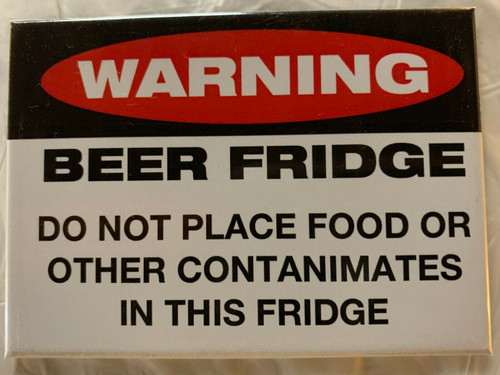 WARNING
BEER FRIDGE
DO NOT PLACE FOOD OR
OTHER CONTANIMATES
IN THIS FRIDGE